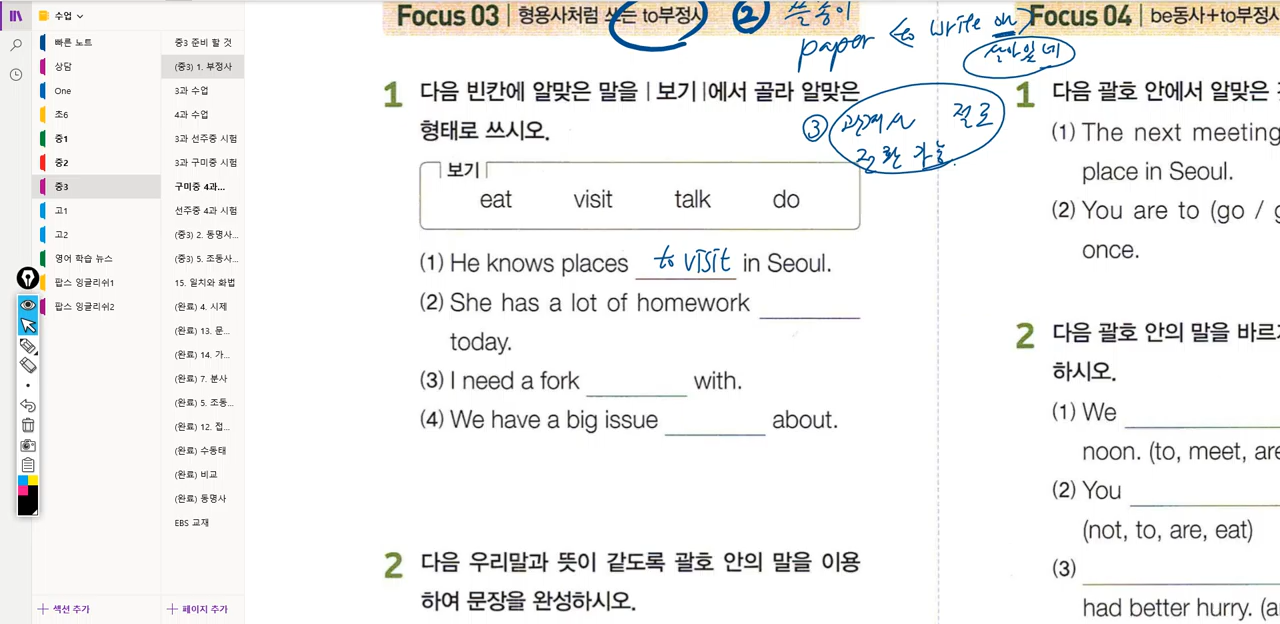 수업
빠른 노트
상담
One
초6
중1
중2
중3
고1
고2
영어 학습 뉴스
팝스 잉글리쉬1
팝스 잉글리쉬2
섹션 추가
중3 준비 할 것
(중3) 1. 부정사
3과 수업
4과 수업
3과 선주중 시험
3과 구미중 시험
구미중 4과...
선주중 4과 시험
(중3) 2. 동명사...
(중3) 5. 조동사...
15. 일치와 화법
(완료) 4. 시제
(완료) 13. 문...
(완료) 14. 가...
(완료) 7. 분사
(완료) 5. 조동...
(완료) 12. 접...
(완료) 수동태
(완료) 비교
(완료) 동명사
EBS 교재
페이지 추가
Focus 03 | 형용사처럼 쓰는 to부정사
②
paper < to write on
살아있네
③ 관계사 절로
전환 가능.
1 다음 빈칸에 알맞은 말을 |보기|에서 골라 알맞은
형태로 쓰시오.
보기
eat visit talk do
(1) He knows places to visit in Seoul.
(2) She has a lot of homework ________
today.
(3) I need a fork ________ with.
(4) We have a big issue ________ about.
2 다음 우리말과 뜻이 같도록 괄호 안의 말을 이용
하여 문장을 완성하시오.
Focus 04 | be동사+to부정사
1 다음 괄호 안에서 알맞은
(1) The next meeting
place in Seoul.
(2) You are to (go / g
once.
2 다음 괄호 안의 말을 바르
하시오.
(1) We ________
noon. (to, meet, are
(2) You ________
(not, to, are, eat)
(3) ________
had better hurry. (a